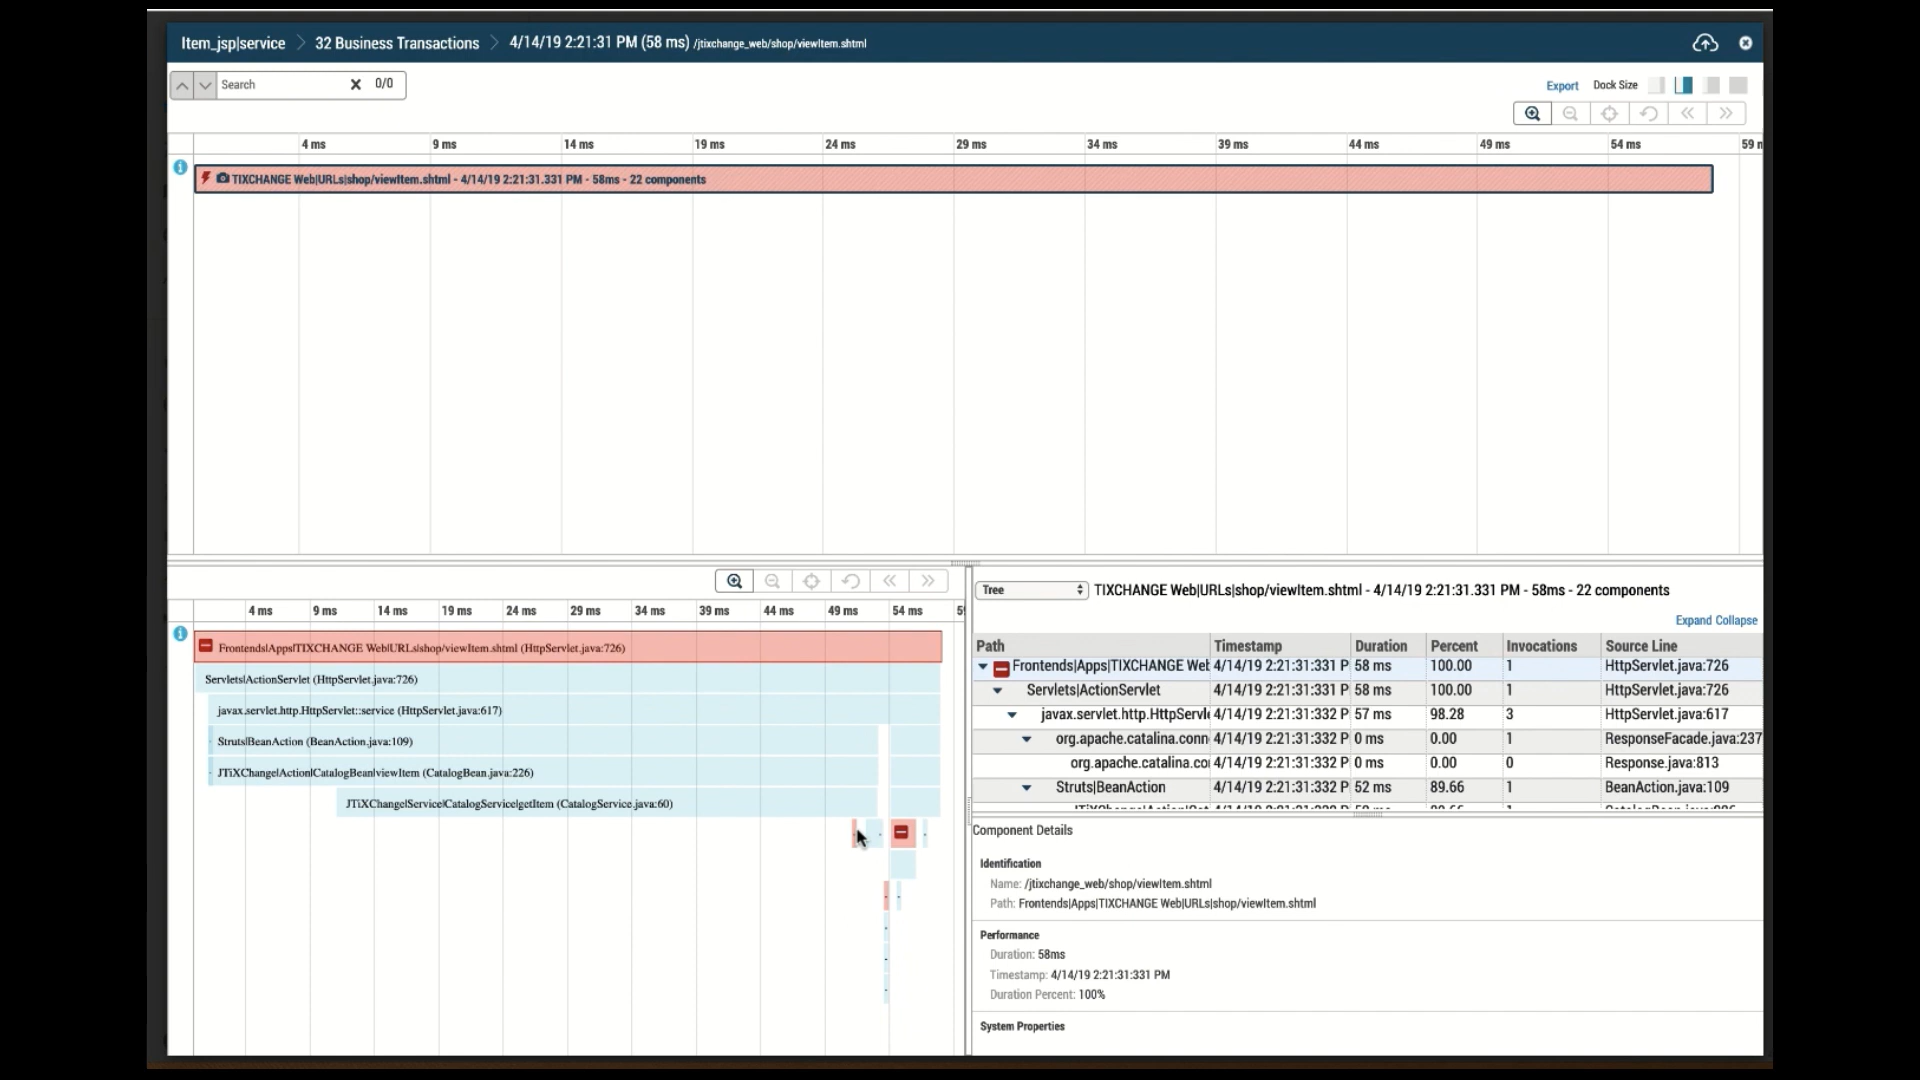 Item_jsp|service 32 Business Transactions 4/14/19 2:21:31 PM (58 ms) /jtixchange_web/shop/viewItem.shtml
Search 0/0
Export Dock Size
4 ms 9 ms 14 ms 19 ms 24 ms 29 ms 34 ms 39 ms 44 ms 49 ms 54 ms 59 n
TIXCHANGE Web|URLs|shop/viewItem.shtml - 4/14/19 2:21:31.331 PM - 58ms - 22 components
4 ms 9 ms 14 ms 19 ms 24 ms 29 ms 34 ms 39 ms 44 ms 49 ms 54 ms 5
Frontends|Apps|TIXCHANGE Web|URLs|shop/viewItem.shtml (HttpServlet.java:726)
Servlets|ActionServlet (HttpServlet.java:726)
javax.servlet.http.HttpServlet::service (HttpServlet.java:617)
Struts|BeanAction (BeanAction.java:109)
JTiXChange|Action|CatalogBean|viewItem (CatalogBean.java:226)
JTiXChange|Service|CatalogService|getItem (CatalogService.java:60)
Tree TIXCHANGE Web|URLs|shop/viewItem.shtml - 4/14/19 2:21:31.331 PM - 58ms - 22 components
Expand Collapse
Path Timestamp Duration Percent Invocations Source Line
Frontends|Apps|TIXCHANGE Wel 4/14/19 2:21:31:331 P 58 ms 100.00 1 HttpServlet.java:726
Servlets|ActionServlet 4/14/19 2:21:31:331 P 58 ms 100.00 1 HttpServlet.java:726
javax.servlet.http.HttpServl 4/14/19 2:21:31:332 P 57 ms 98.28 3 HttpServlet.java:617
org.apache.catalina.conn 4/14/19 2:21:31:332 P 0 ms 0.00 1 ResponseFacade.java:237
org.apache.catalina.co 4/14/19 2:21:31:332 P 0 ms 0.00 0 Response.java:813
Struts|BeanAction 4/14/19 2:21:31:332 P 52 ms 89.66 1 BeanAction.java:109
Component Details
Identification
Name: /jtixchange_web/shop/viewItem.shtml
Path: Frontends|Apps|TIXCHANGE Web|URLs|shop/viewItem.shtml
Performance
Duration: 58ms
Timestamp: 4/14/19 2:21:31:331 PM
Duration Percent: 100%
System Properties